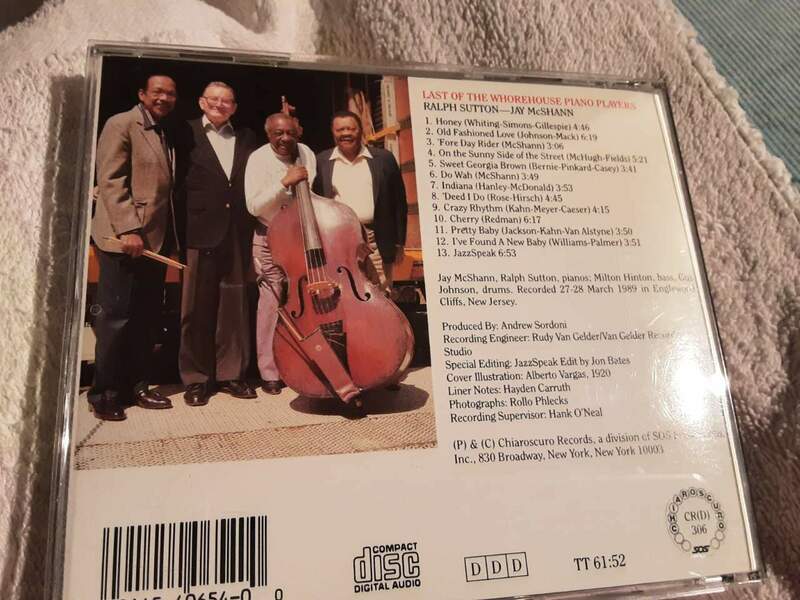 LAST OF THE WHOREHOUSE PIANO PLAYERS
RALPH SUTTON—JAY McSHANN
1. Honey (Whiting-Simons-Gillespie) 4:46
2. Old Fashioned Love (Johnson-Mack) 6:19
3. 'Fore Day Rider (McShann) 3:06
4. On the Sunny Side of the Street (McHugh-Fields) 5:21
5. Sweet Georgia Brown (Bernie-Pinkard-Casey) 3:41
6. Do Wah (McShann) 3:49
7. Indiana (Hanley-McDonald) 3:53
8. 'Deed I Do (Rose-Hirsch) 4:45
9. Crazy Rhythm (Kahn-Meyer-Caeser) 4:15
10. Cherry (Redman) 6:17
11. Pretty Baby (Jackson-Kahn-Van Alstyne) 3:50
12. I've Found A New Baby (Williams-Palmer) 3:51
13. JazzSpeak 6:53
Jay McShann, Ralph Sutton, pianos; Milton Hinton, bass, Gus
Johnson, drums. Recorded 27-28 March 1989 in Englewood
Cliffs, New Jersey.
Produced By: Andrew Sordoni
Recording Engineer: Rudy Van Gelder/Van Gelder
Studio
Special Editing: JazzSpeak Edit by Jon Bates
Cover Illustration: Alberto Vargas, 1920
Liner Notes: Hayden Carruth
Photographs: Rollo Phlecks
Recording Supervisor: Hank O'Neal
(P) & (C) Chiaroscuro Records, a division of SOS
Inc., 830 Broadway, New York, New York 10003
CHIAROSCURO
CR(D)
306
SOS
40654-0 0
COMPACT
disc
DIGITAL AUDIO
DDD
TT 61:52